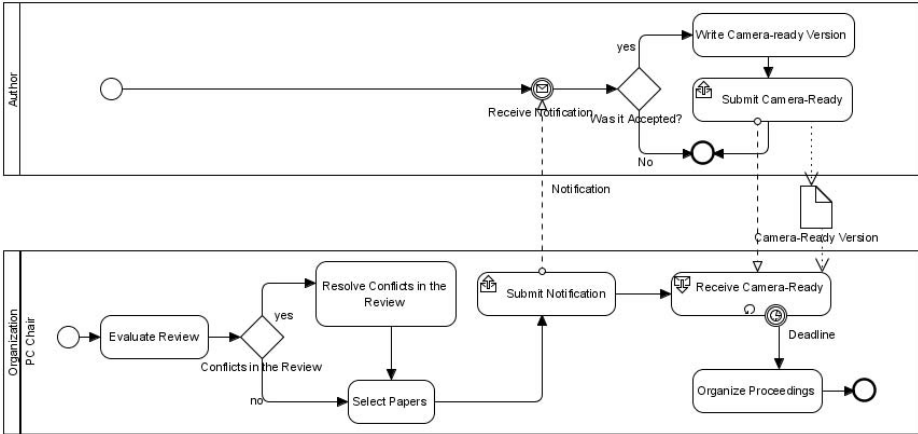 Author
Write Camera-ready Version
yes
Submit Camera-Ready
Receive Notification
Was it Accepted?
No
Notification
Camera-Ready Version
Organization
PC Chair
Resolve Conflicts in the
Review
Submit Notification
Receive Camera-Ready
yes
Evaluate Review
Deadline
Conflicts in the Review
no
Select Papers
Organize Proceedings